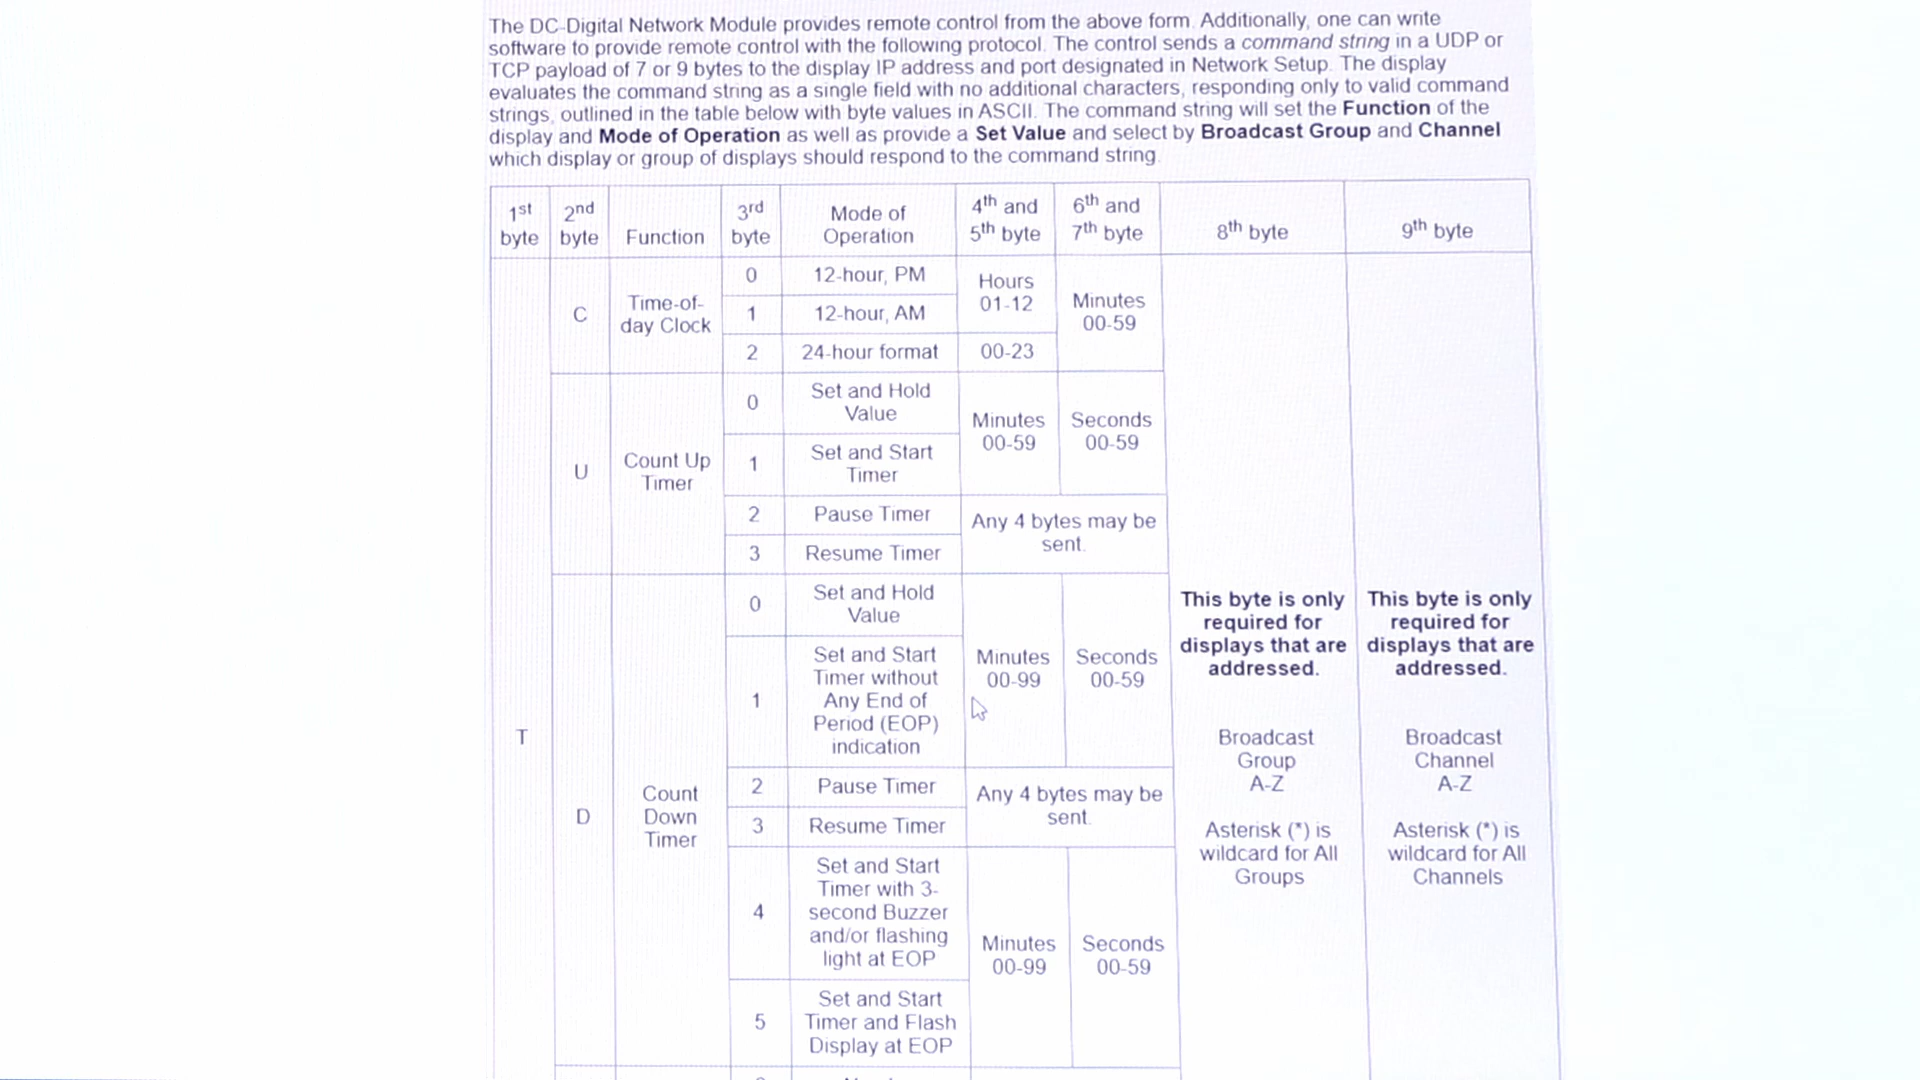 The DC-Digital Network Module provides remote control from the above form. Additionally, one can write
software to provide remote control with the following protocol. The control sends a command string in a UDP or
TCP payload of 7 or 9 bytes to the display IP address and port designated in Network Setup. The display
evaluates the command string as a single field with no additional characters, responding only to valid command
strings, outlined in the table below with byte values in ASCII. The command string will set the Function of the
display and Mode of Operation as well as provide a Set Value and select by Broadcast Group and Channel
which display or group of displays should respond to the command string.
1st byte
2nd byte
Function
3rd byte
Mode of Operation
4th and 5th byte
6th and 7th byte
8th byte
9th byte
T
C
Time-of-
day Clock
0
12-hour, PM
Hours
01-12
Minutes
00-59
1
12-hour, AM
2
24-hour format
00-23
U
Count Up
Timer
0
Set and Hold
Value
Minutes
00-59
Seconds
00-59
1
Set and Start
Timer
2
Pause Timer
Any 4 bytes may be
sent.
3
Resume Timer
D
Count
Down
Timer
0
Set and Hold
Value
Minutes
00-99
Seconds
00-59
1
Set and Start
Timer without
Any End of
Period (EOP)
indication
2
Pause Timer
Any 4 bytes may be
sent.
3
Resume Timer
4
Set and Start
Timer with 3-
second Buzzer
and/or flashing
light at EOP
Minutes
00-99
Seconds
00-59
5
Set and Start
Timer and Flash
Display at EOP
This byte is only
required for
displays that are
addressed.
Broadcast
Group
A-Z
Asterisk (*) is
wildcard for All
Groups
This byte is only
required for
displays that are
addressed.
Broadcast
Channel
A-Z
Asterisk (*) is
wildcard for All
Channels